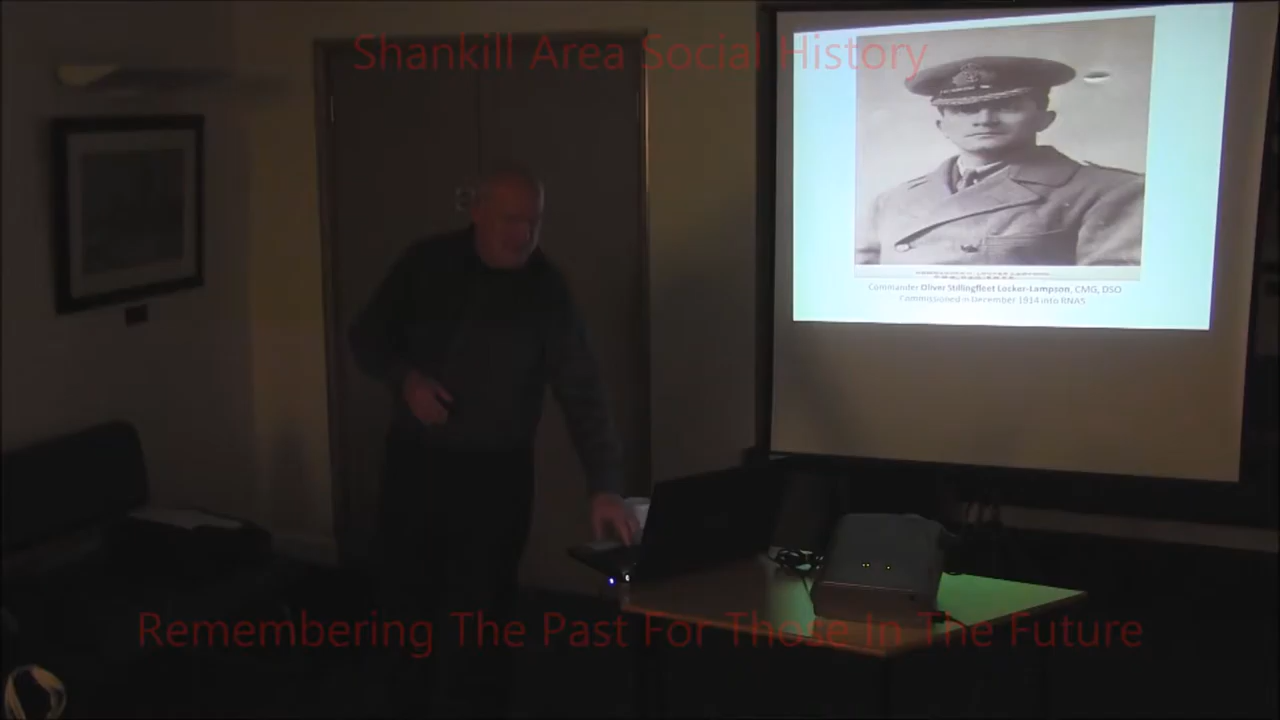 Shankill Area Social History
Commander Oliver Stillingfleet Locker-Lampson, CMG, DSO
Commissioned in December 1914 into RNAS
Remembering The Past For Those In The Future